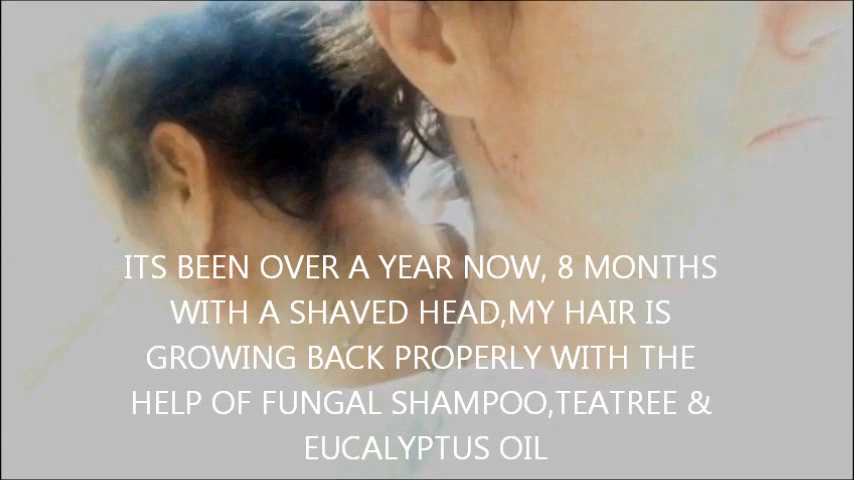 ITS BEEN OVER A YEAR NOW, 8 MONTHS
WITH A SHAVED HEAD,MY HAIR IS
GROWING BACK PROPERLY WITH THE
HELP OF FUNGAL SHAMPOO,TEATREE &
EUCALYPTUS OIL